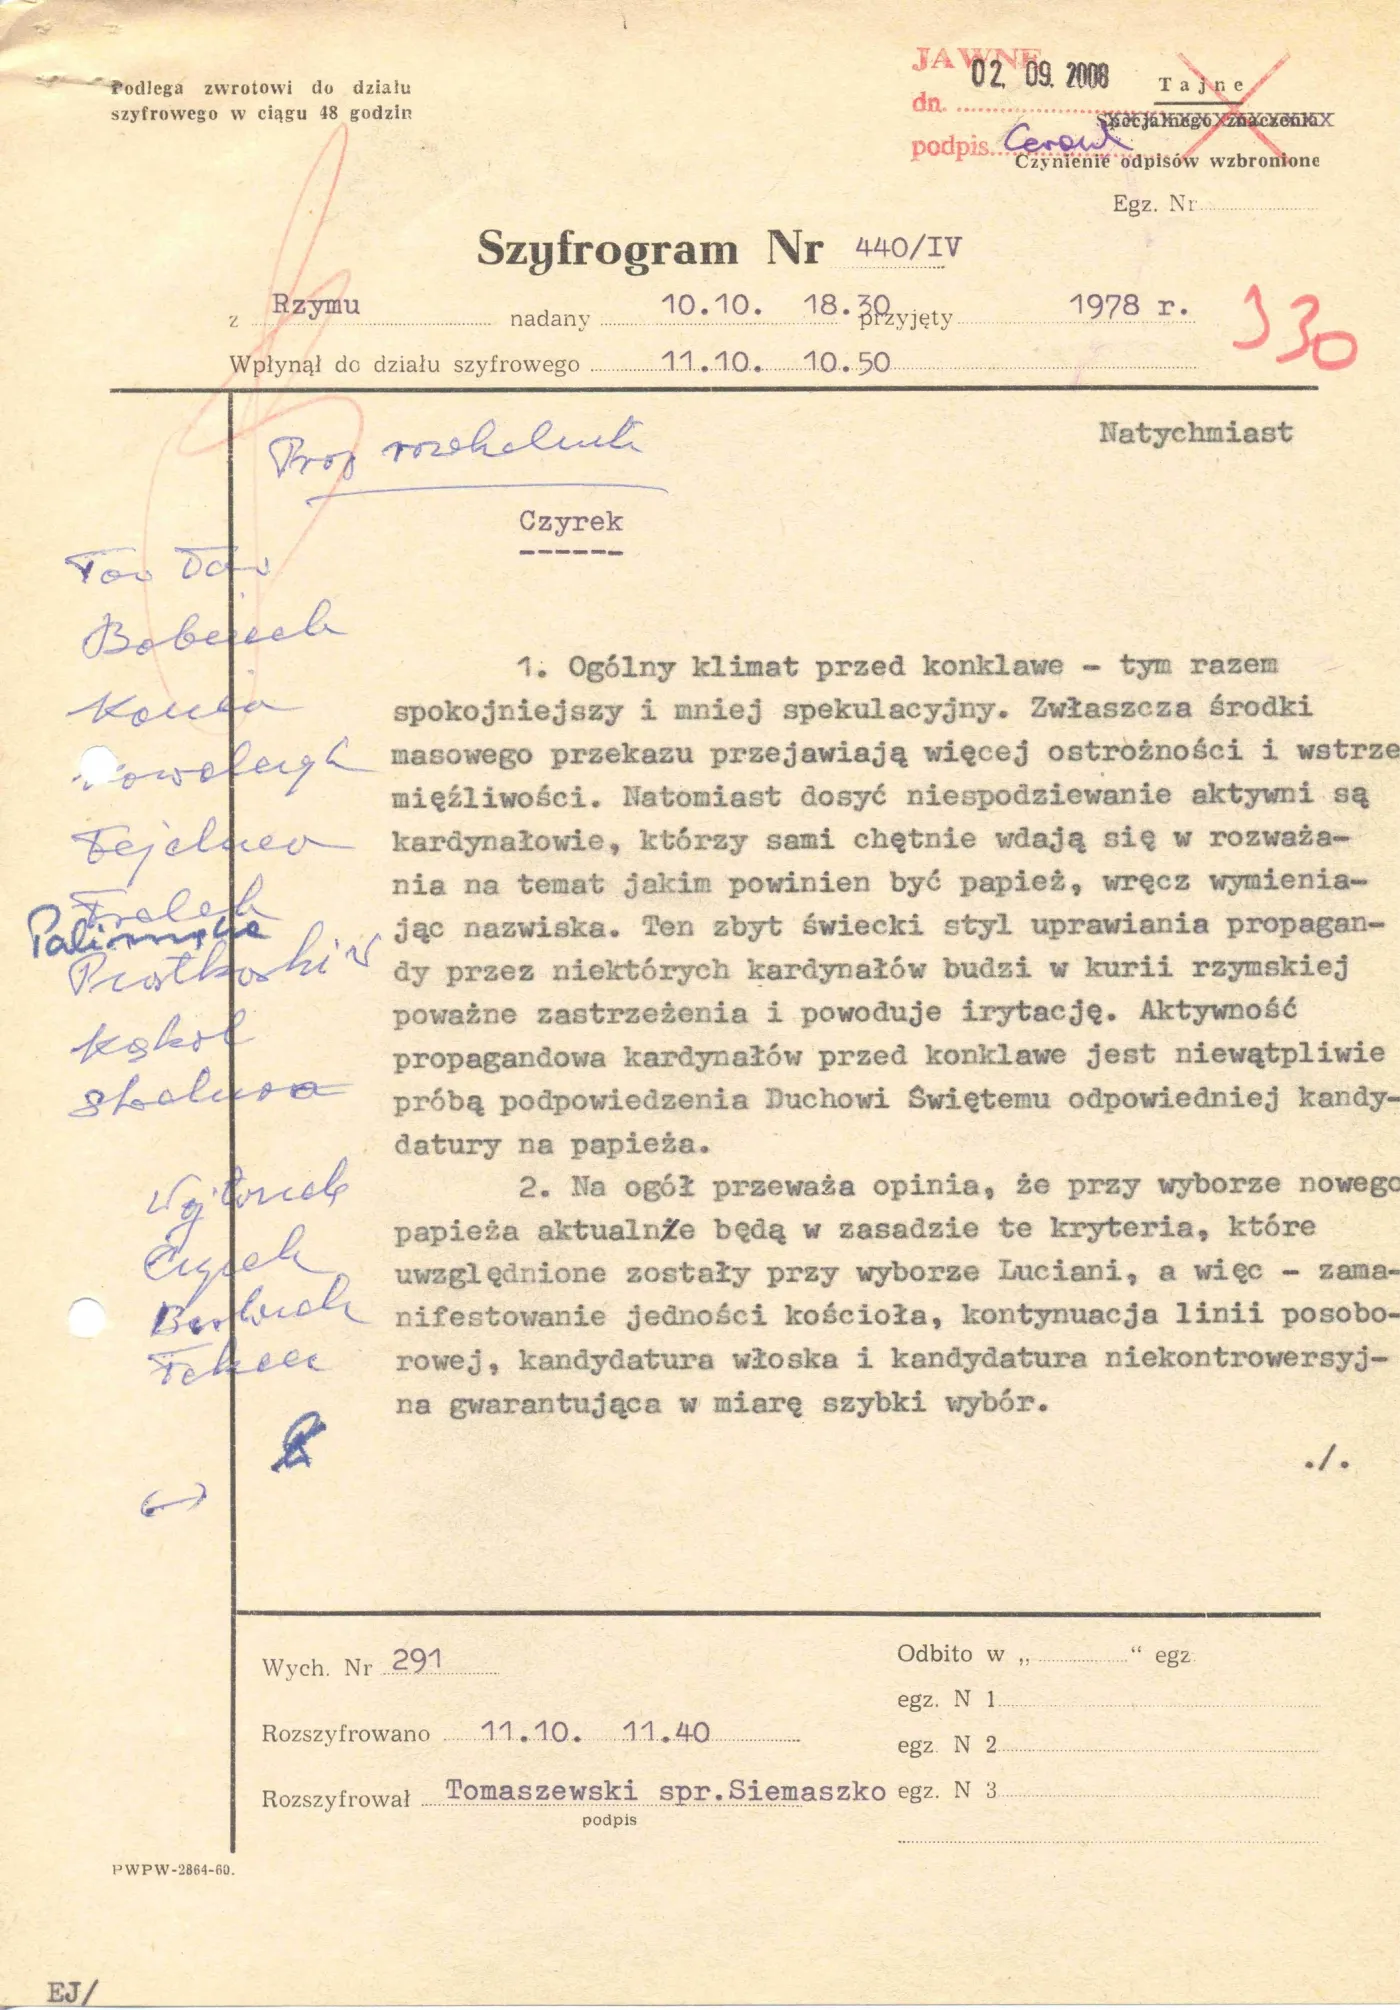 Podlega zwrotowi do działu
szyfrowego w ciągu 48 godzin
JAWNE
dn. 02. 09. 2008
podpis
Tajne
Specjalnego znaczenia
Czynienie odpisów wzbronione
Egz. Nr
Szyfrogram Nr 440/IV
z Rzymu nadany 10.10. 18.30 przyjęty 1978 r.
Wpłynął do działu szyfrowego 11.10. 10.50
330
Natychmiast
Czyrek
1. Ogólny klimat przed konklawe - tym razem
spokojniejszy i mniej spekulacyjny. Zwłaszcza środki
masowego przekazu przejawiają więcej ostrożności i wstrze
mięźliwości. Natomiast dosyć niespodziewanie aktywni są
kardynałowie, którzy sami chętnie wdają się w rozważa-
nia na temat jakim powinien być papież, wręcz wymienia-
jąc nazwiska. Ten zbyt świecki styl uprawiania propagan-
dy przez niektórych kardynałów budzi w kurii rzymskiej
poważne zastrzeżenia i powoduje irytację. Aktywność
propagandowa kardynałów przed konklawe jest niewątpliwie
próbą podpowiedzenia Duchowi Świętemu odpowiedniej kandy-
datury na papieża.
2. Na ogół przeważa opinia, że przy wyborze nowego
papieża aktualne będą w zasadzie te kryteria, które
uwzględnione zostały przy wyborze Luciani, a więc - zama-
nifestowanie jedności kościoła, kontynuacja linii posobo-
rowej, kandydatura włoska i kandydatura niekontrowersyj-
na gwarantująca w miarę szybki wybór.
./.
Babiuch
Kania
Frelek
Kąkol
Wojtaszek
Czyrek
Wych. Nr 291
Rozszyfrowano 11.10. 11.40
Rozszyfrował Tomaszewski spr.Siemaszko
podpis
Odbito w „ “ egz.
egz. N 1
egz. N 2
egz. N 3
PWPW-2864-60.
EJ/